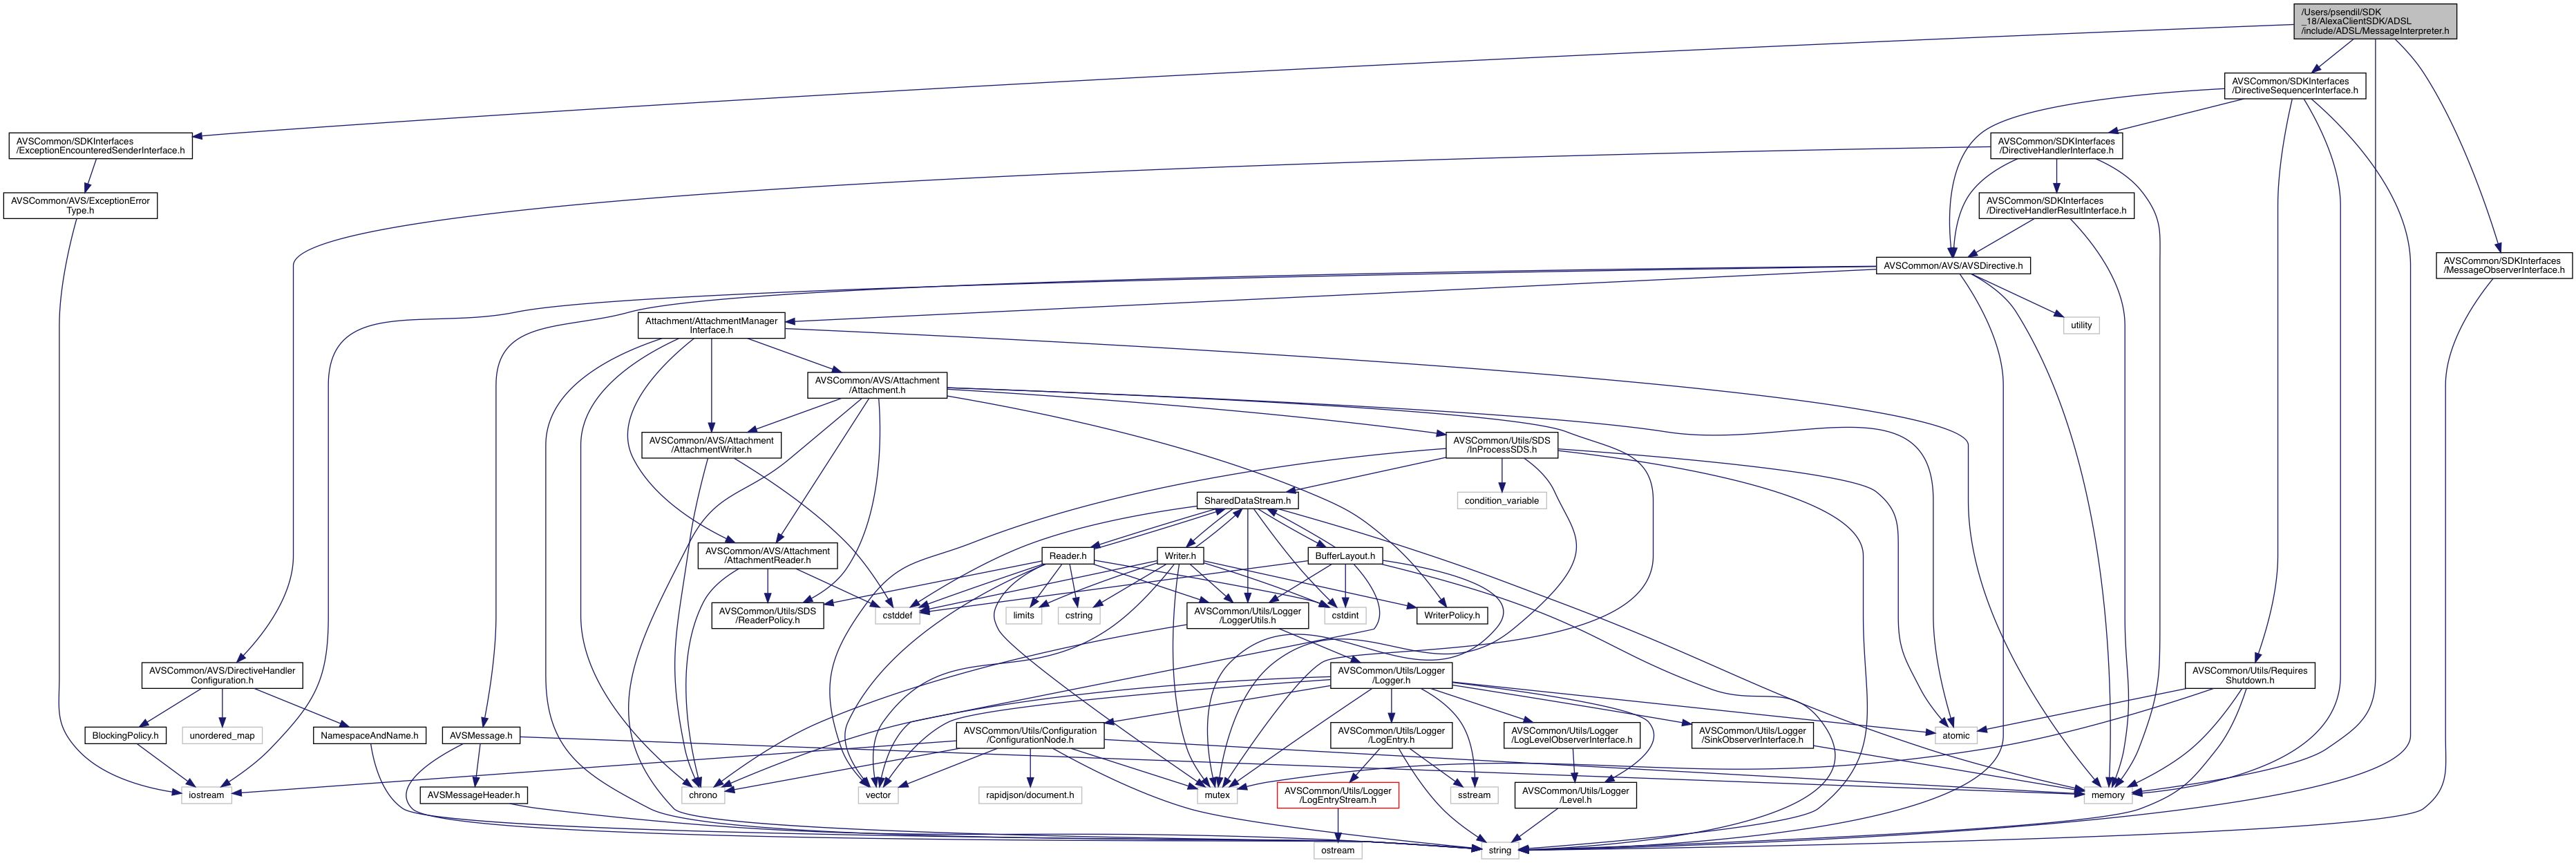 /Users/psendil/SDK
_18/AlexaClientSDK/ADSL
/include/ADSL/MessageInterpreter.h
AVSCommon/SDKInterfaces
/DirectiveSequencerInterface.h
AVSCommon/SDKInterfaces
/ExceptionEncounteredSenderInterface.h
AVSCommon/SDKInterfaces
/DirectiveHandlerInterface.h
AVSCommon/AVS/ExceptionError
Type.h
AVSCommon/SDKInterfaces
/DirectiveHandlerResultInterface.h
AVSCommon/AVS/AVSDirective.h
AVSCommon/SDKInterfaces
/MessageObserverInterface.h
Attachment/AttachmentManager
Interface.h
utility
AVSCommon/AVS/Attachment
/Attachment.h
AVSCommon/AVS/Attachment
/AttachmentWriter.h
AVSCommon/Utils/SDS
/InProcessSDS.h
SharedDataStream.h
condition_variable
AVSCommon/AVS/Attachment
/AttachmentReader.h
Reader.h
Writer.h
BufferLayout.h
AVSCommon/Utils/SDS
/ReaderPolicy.h
cstddef
limits
cstring
AVSCommon/Utils/Logger
/LoggerUtils.h
cstdint
WriterPolicy.h
AVSCommon/AVS/DirectiveHandler
Configuration.h
AVSCommon/Utils/Logger
/Logger.h
AVSCommon/Utils/Requires
Shutdown.h
BlockingPolicy.h
unordered_map
NamespaceAndName.h
AVSMessage.h
AVSCommon/Utils/Configuration
/ConfigurationNode.h
AVSCommon/Utils/Logger
/LogEntry.h
AVSCommon/Utils/Logger
/LogLevelObserverInterface.h
AVSCommon/Utils/Logger
/SinkObserverInterface.h
atomic
iostream
AVSMessageHeader.h
chrono
vector
rapidjson/document.h
mutex
AVSCommon/Utils/Logger
/LogEntryStream.h
sstream
AVSCommon/Utils/Logger
/Level.h
memory
ostream
string